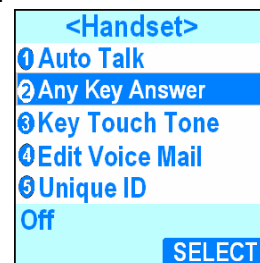 <Handset>
1 Auto Talk
2 Any Key Answer
3 Key Touch Tone
4 Edit Voice Mail
5 Unique ID
Off
SELECT